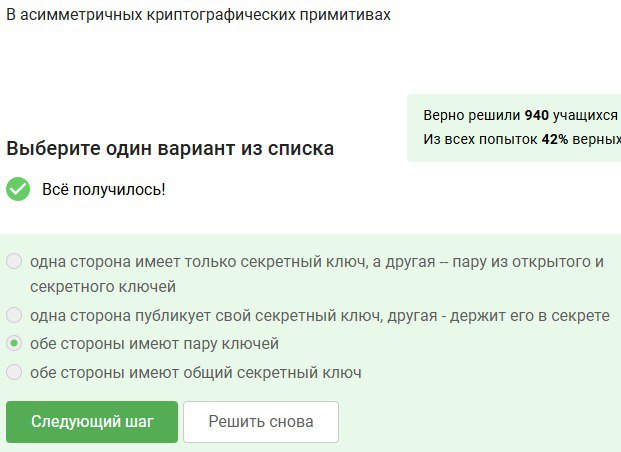 В асимметричных криптографических примитивах
Верно решили 940 учащихся
Из всех попыток 42% верных
Выберите один вариант из списка
Всё получилось!
одна сторона имеет только секретный ключ, а другая -- пару из открытого и
секретного ключей
одна сторона публикует свой секретный ключ, другая - держит его в секрете
обе стороны имеют пару ключей
обе стороны имеют общий секретный ключ
Следующий шаг
Решить снова